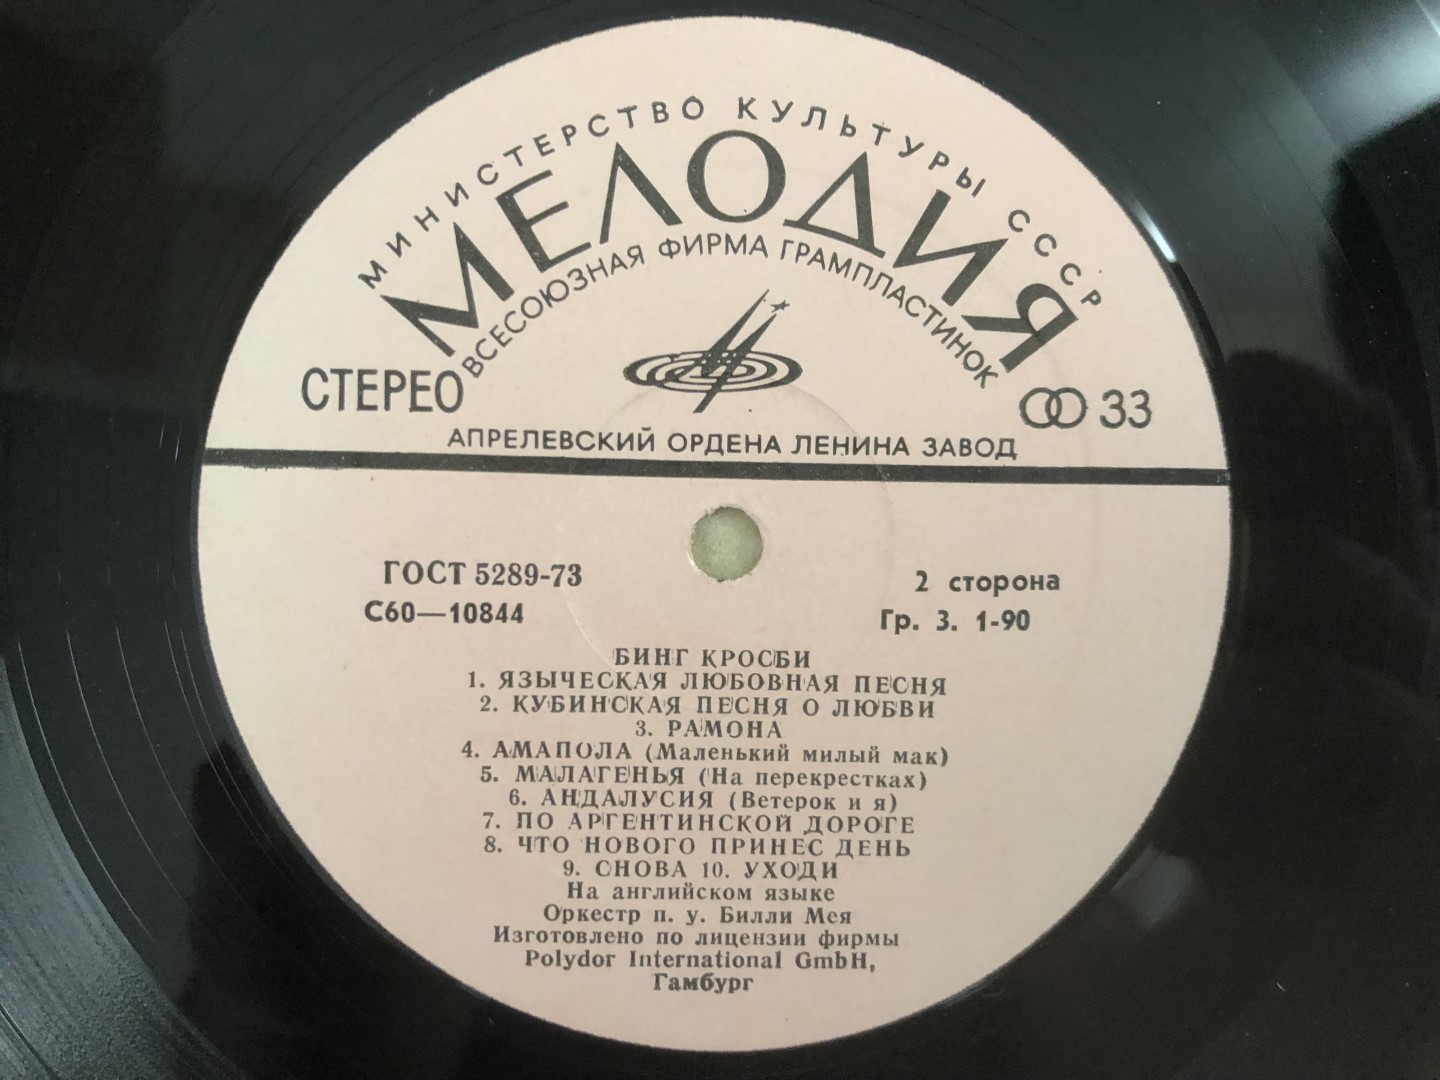 МИНИСТЕРСТВО КУЛЬТУРЫ СССР
МЕЛОДИЯ
ВСЕСОЮЗНАЯ ФИРМА ГРАМПЛАСТИНОК
СТЕРЕО
33
АПРЕЛЕВСКИЙ ОРДЕНА ЛЕНИНА ЗАВОД
ГОСТ 5289-73
2 сторона
С60—10844
Гр. 3. 1-90
БИНГ КРОСБИ
1. ЯЗЫЧЕСКАЯ ЛЮБОВНАЯ ПЕСНЯ
2. КУБИНСКАЯ ПЕСНЯ О ЛЮБВИ
3. РАМОНА
4. АМАПОЛА (Маленький милый мак)
5. МАЛАГЕНЬЯ (На перекрестках)
6. АНДАЛУСИЯ (Ветерок и я)
7. ПО АРГЕНТИНСКОЙ ДОРОГЕ
8. ЧТО НОВОГО ПРИНЕС ДЕНЬ
9. СНОВА 10. УХОДИ
На английском языке
Оркестр п. у. Билли Мея
Изготовлено по лицензии фирмы
Polydor International GmbH,
Гамбург